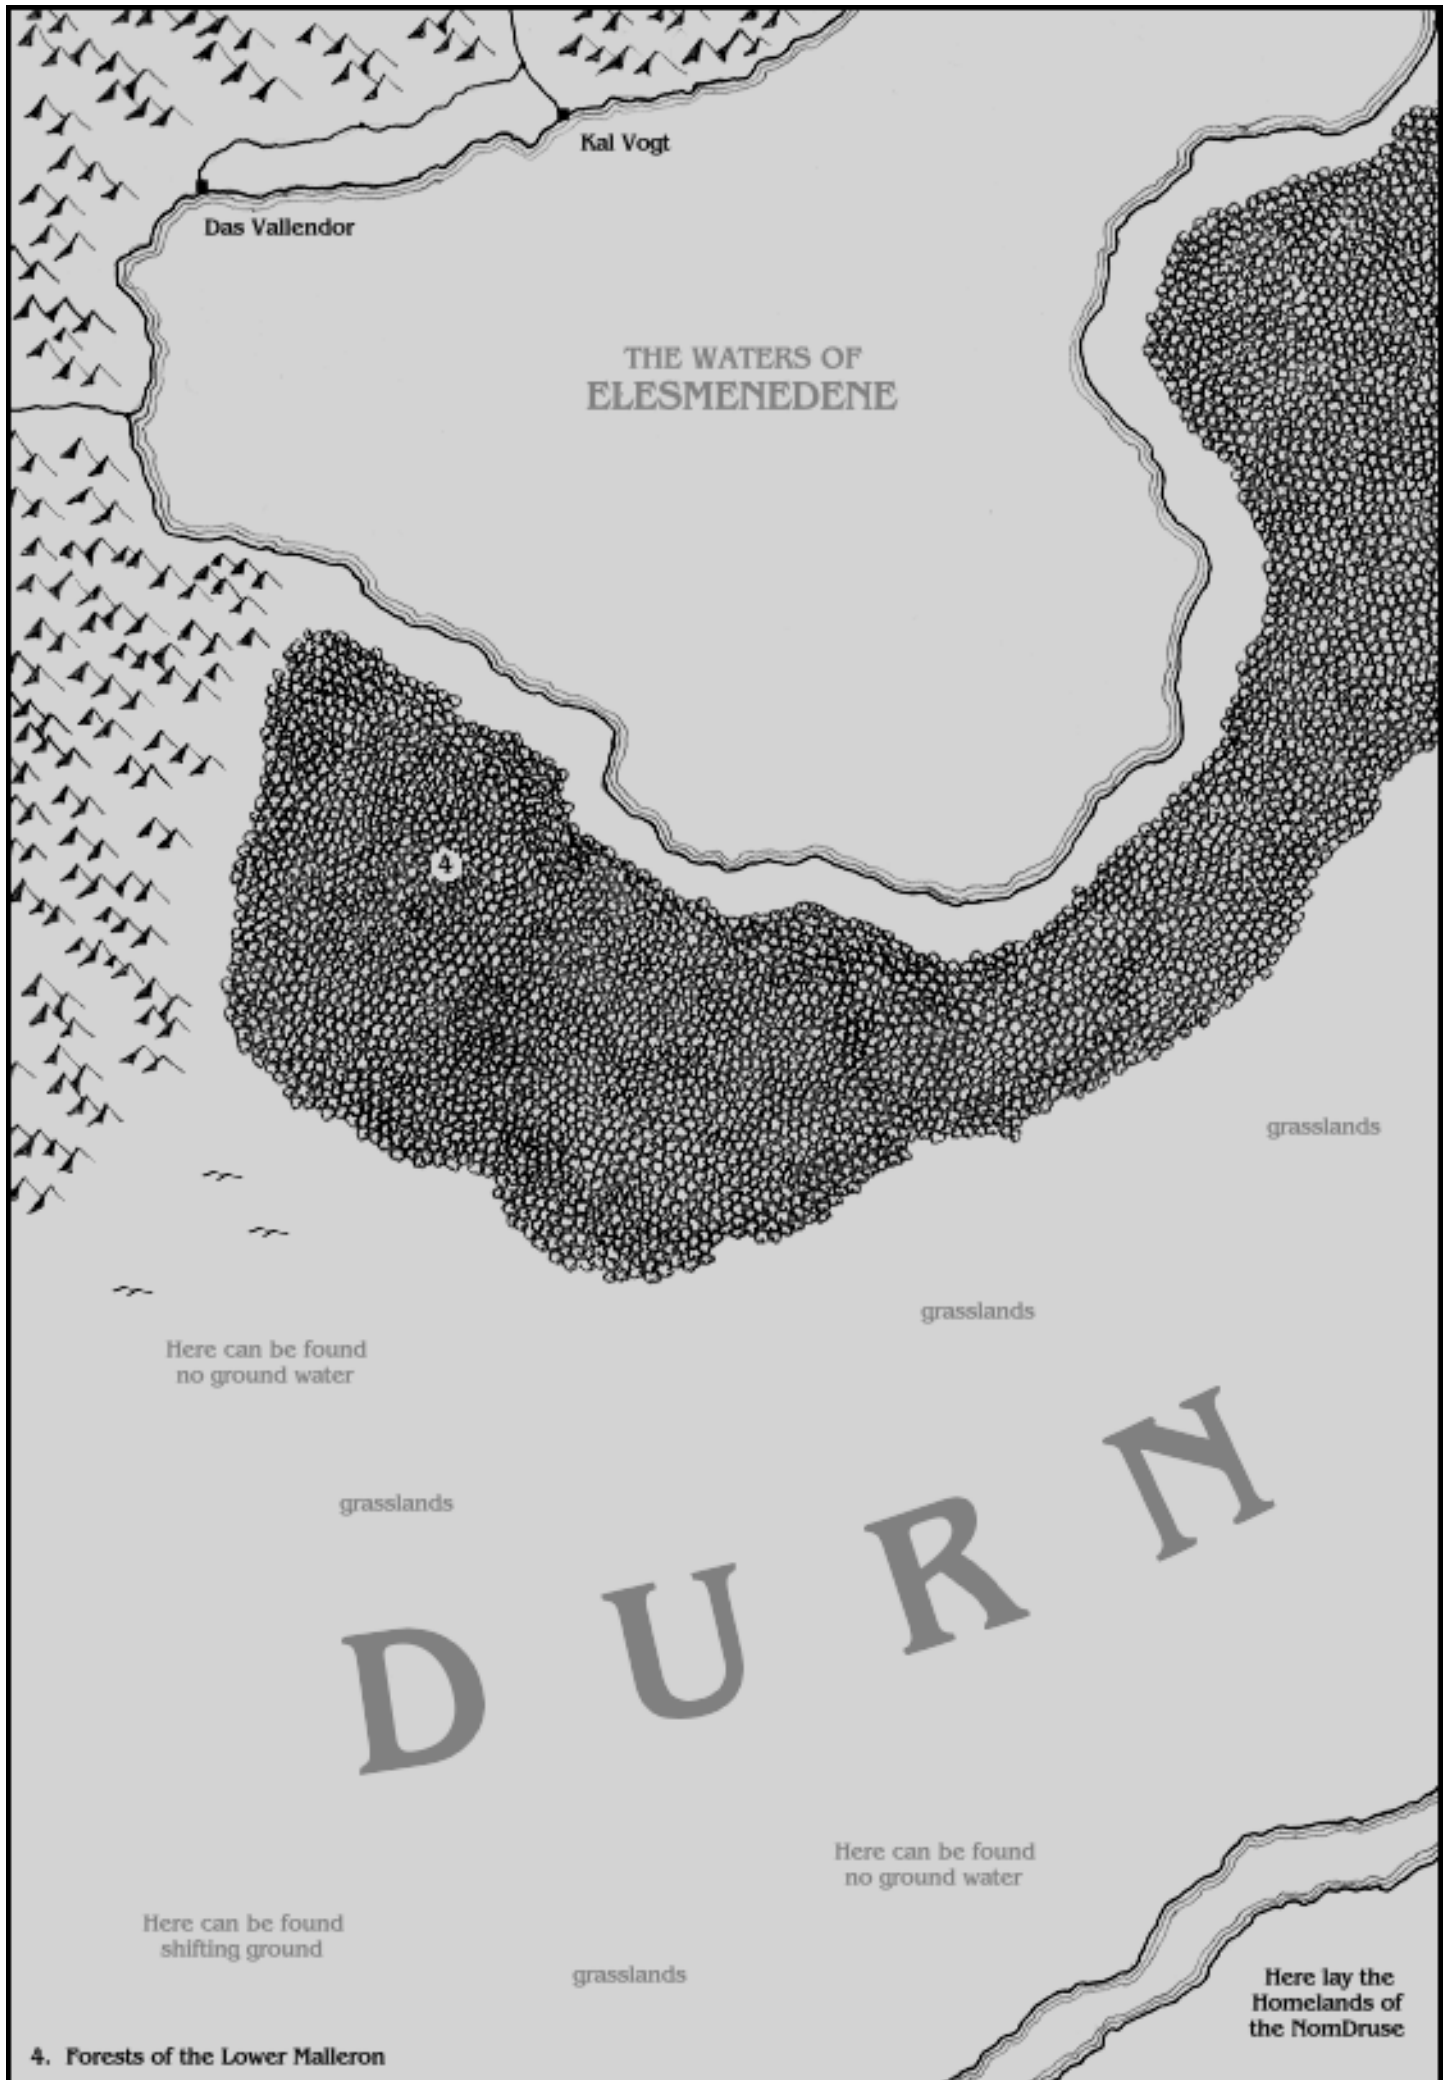 Kal Vogt
Das Vallendor
THE WATERS OF
ELESMENEDENE
4
grasslands
grasslands
Here can be found
no ground water
grasslands
DURN
Here can be found
no ground water
Here can be found
shifting ground
grasslands
Here lay the
Homelands of
the NomDruse
4. Forests of the Lower Malleron